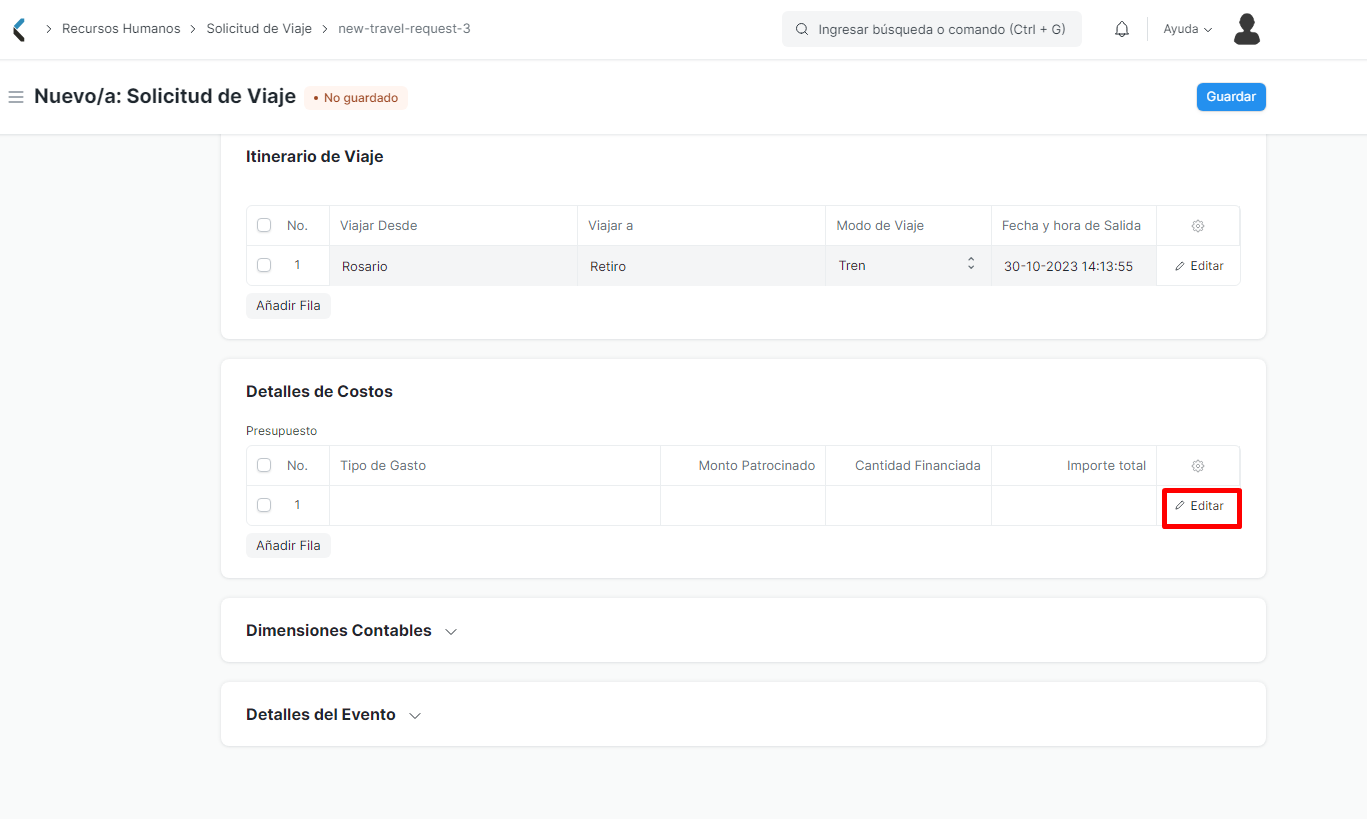 Recursos Humanos > Solicitud de Viaje > new-travel-request-3
Ingresar búsqueda o comando (Ctrl + G)
Ayuda
Nuevo/a: Solicitud de Viaje
• No guardado
Guardar
Itinerario de Viaje
No. Viajar Desde Viajar a Modo de Viaje Fecha y hora de Salida
1 Rosario Retiro Tren 30-10-2023 14:13:55 Editar
Añadir Fila
Detalles de Costos
Presupuesto
No. Tipo de Gasto Monto Patrocinado Cantidad Financiada Importe total
1 Editar
Añadir Fila
Dimensiones Contables
Detalles del Evento